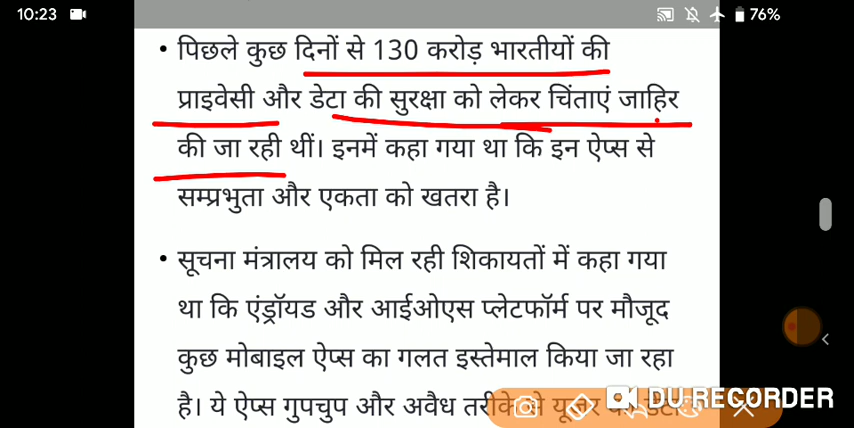 10:23
76%
• पिछले कुछ दिनों से 130 करोड़ भारतीयों की
प्राइवेसी और डेटा की सुरक्षा को लेकर चिंताएं जाहिर
की जा रही थीं। इनमें कहा गया था कि इन ऐप्स से
सम्प्रभुता और एकता को खतरा है।
• सूचना मंत्रालय को मिल रही शिकायतों में कहा गया
था कि एंड्रॉयड और आईओएस प्लेटफॉर्म पर मौजूद
कुछ मोबाइल ऐप्स का गलत इस्तेमाल किया जा रहा
है। ये ऐप्स गुपचुप और अवैध तरीके से यूजर का डेटा
DU RECORDER